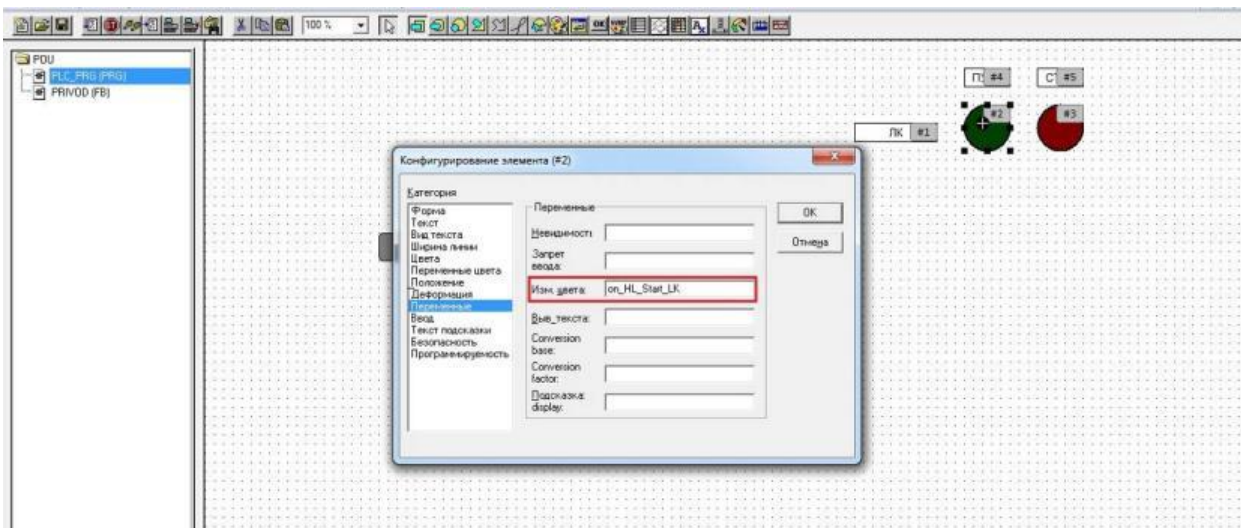 100 %
POU
PLC_PRG (PRG)
PRIVOD (FB)
#4
#5
#2
#3
ЛК #1
Конфигурирование элемента (#2)
Категория
Форма
Текст
Вид текста
Ширина линии
Цвета
Переменные цвета
Положение
Деформация
Переменные
Ввод
Текст подсказки
Безопасность
Программируемость
Переменные
Невидимость
Запрет
ввода:
Изм. цвета: on_HL_Start_LK
Выв_текста:
Conversion
base:
Conversion
factor:
Подсказка:
display:
OK
Отмена